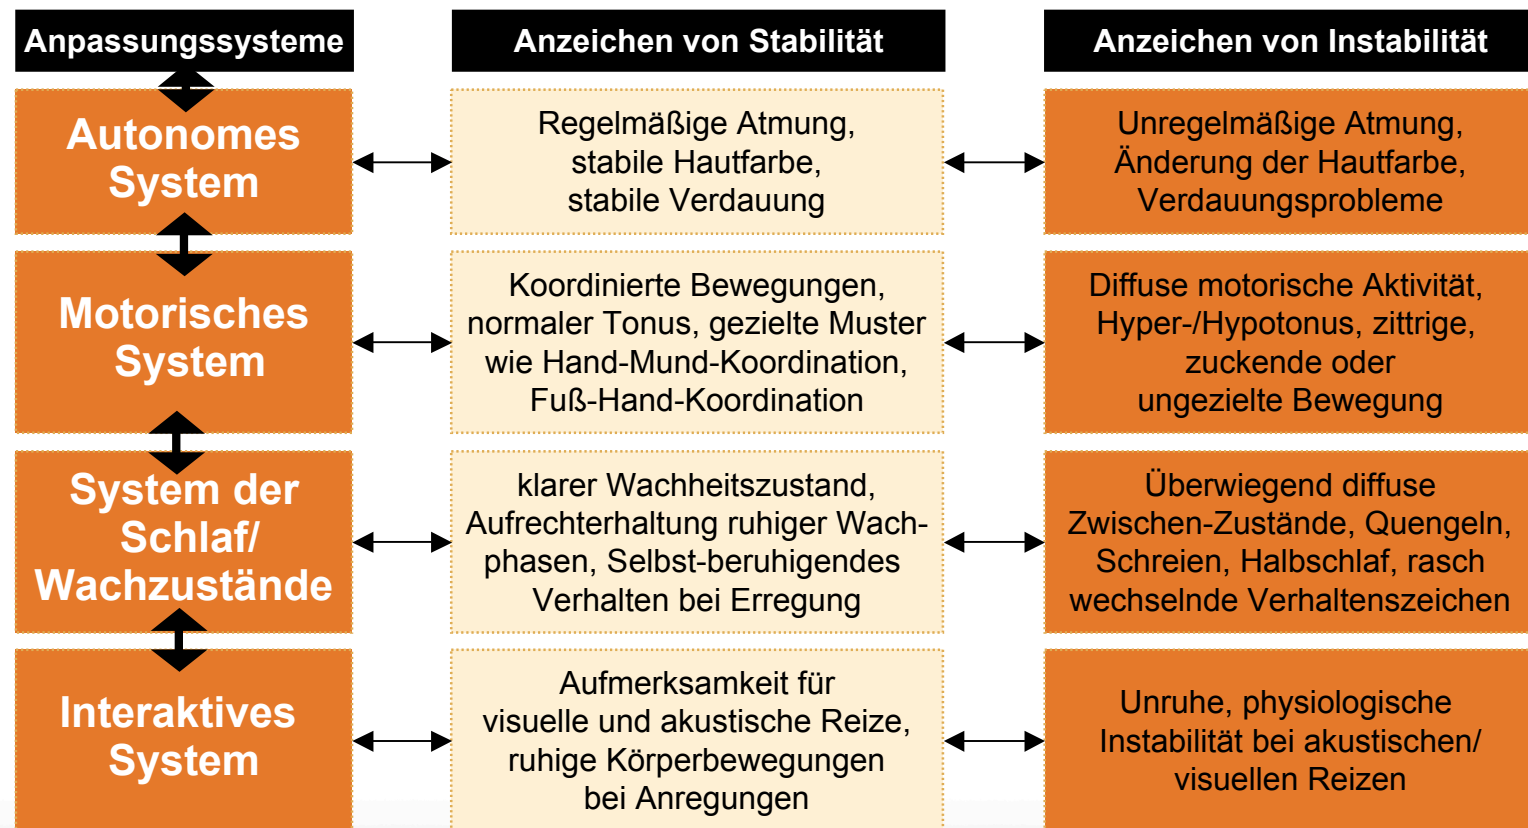 Anpassungssysteme
Anzeichen von Stabilität
Anzeichen von Instabilität
Autonomes
System
Regelmäßige Atmung,
stabile Hautfarbe,
stabile Verdauung
Unregelmäßige Atmung,
Änderung der Hautfarbe,
Verdauungsprobleme
Motorisches
System
Koordinierte Bewegungen,
normaler Tonus, gezielte Muster
wie Hand-Mund-Koordination,
Fuß-Hand-Koordination
Diffuse motorische Aktivität,
Hyper-/Hypotonus, zittrige,
zuckende oder
ungezielte Bewegung
System der
Schlaf/
Wachzustände
klarer Wachheitszustand,
Aufrechterhaltung ruhiger Wach-
phasen, Selbst-beruhigendes
Verhalten bei Erregung
Überwiegend diffuse
Zwischen-Zustände, Quengeln,
Schreien, Halbschlaf, rasch
wechselnde Verhaltenszeichen
Interaktives
System
Aufmerksamkeit für
visuelle und akustische Reize,
ruhige Körperbewegungen
bei Anregungen
Unruhe, physiologische
Instabilität bei akustischen/
visuellen Reizen